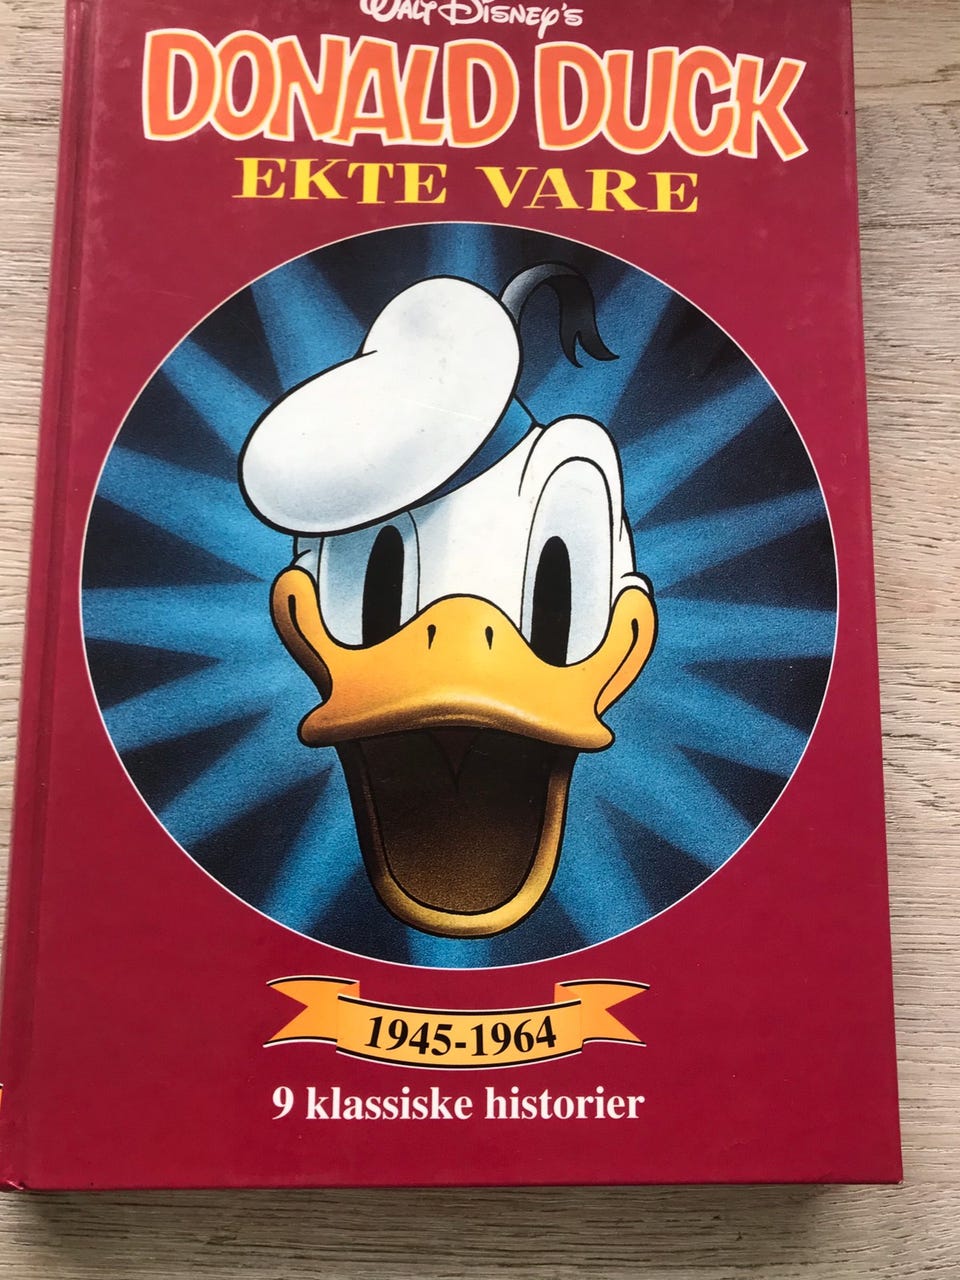 WALT DISNEY'S
DONALD DUCK
EKTE VARE
1945-1964
9 klassiske historier